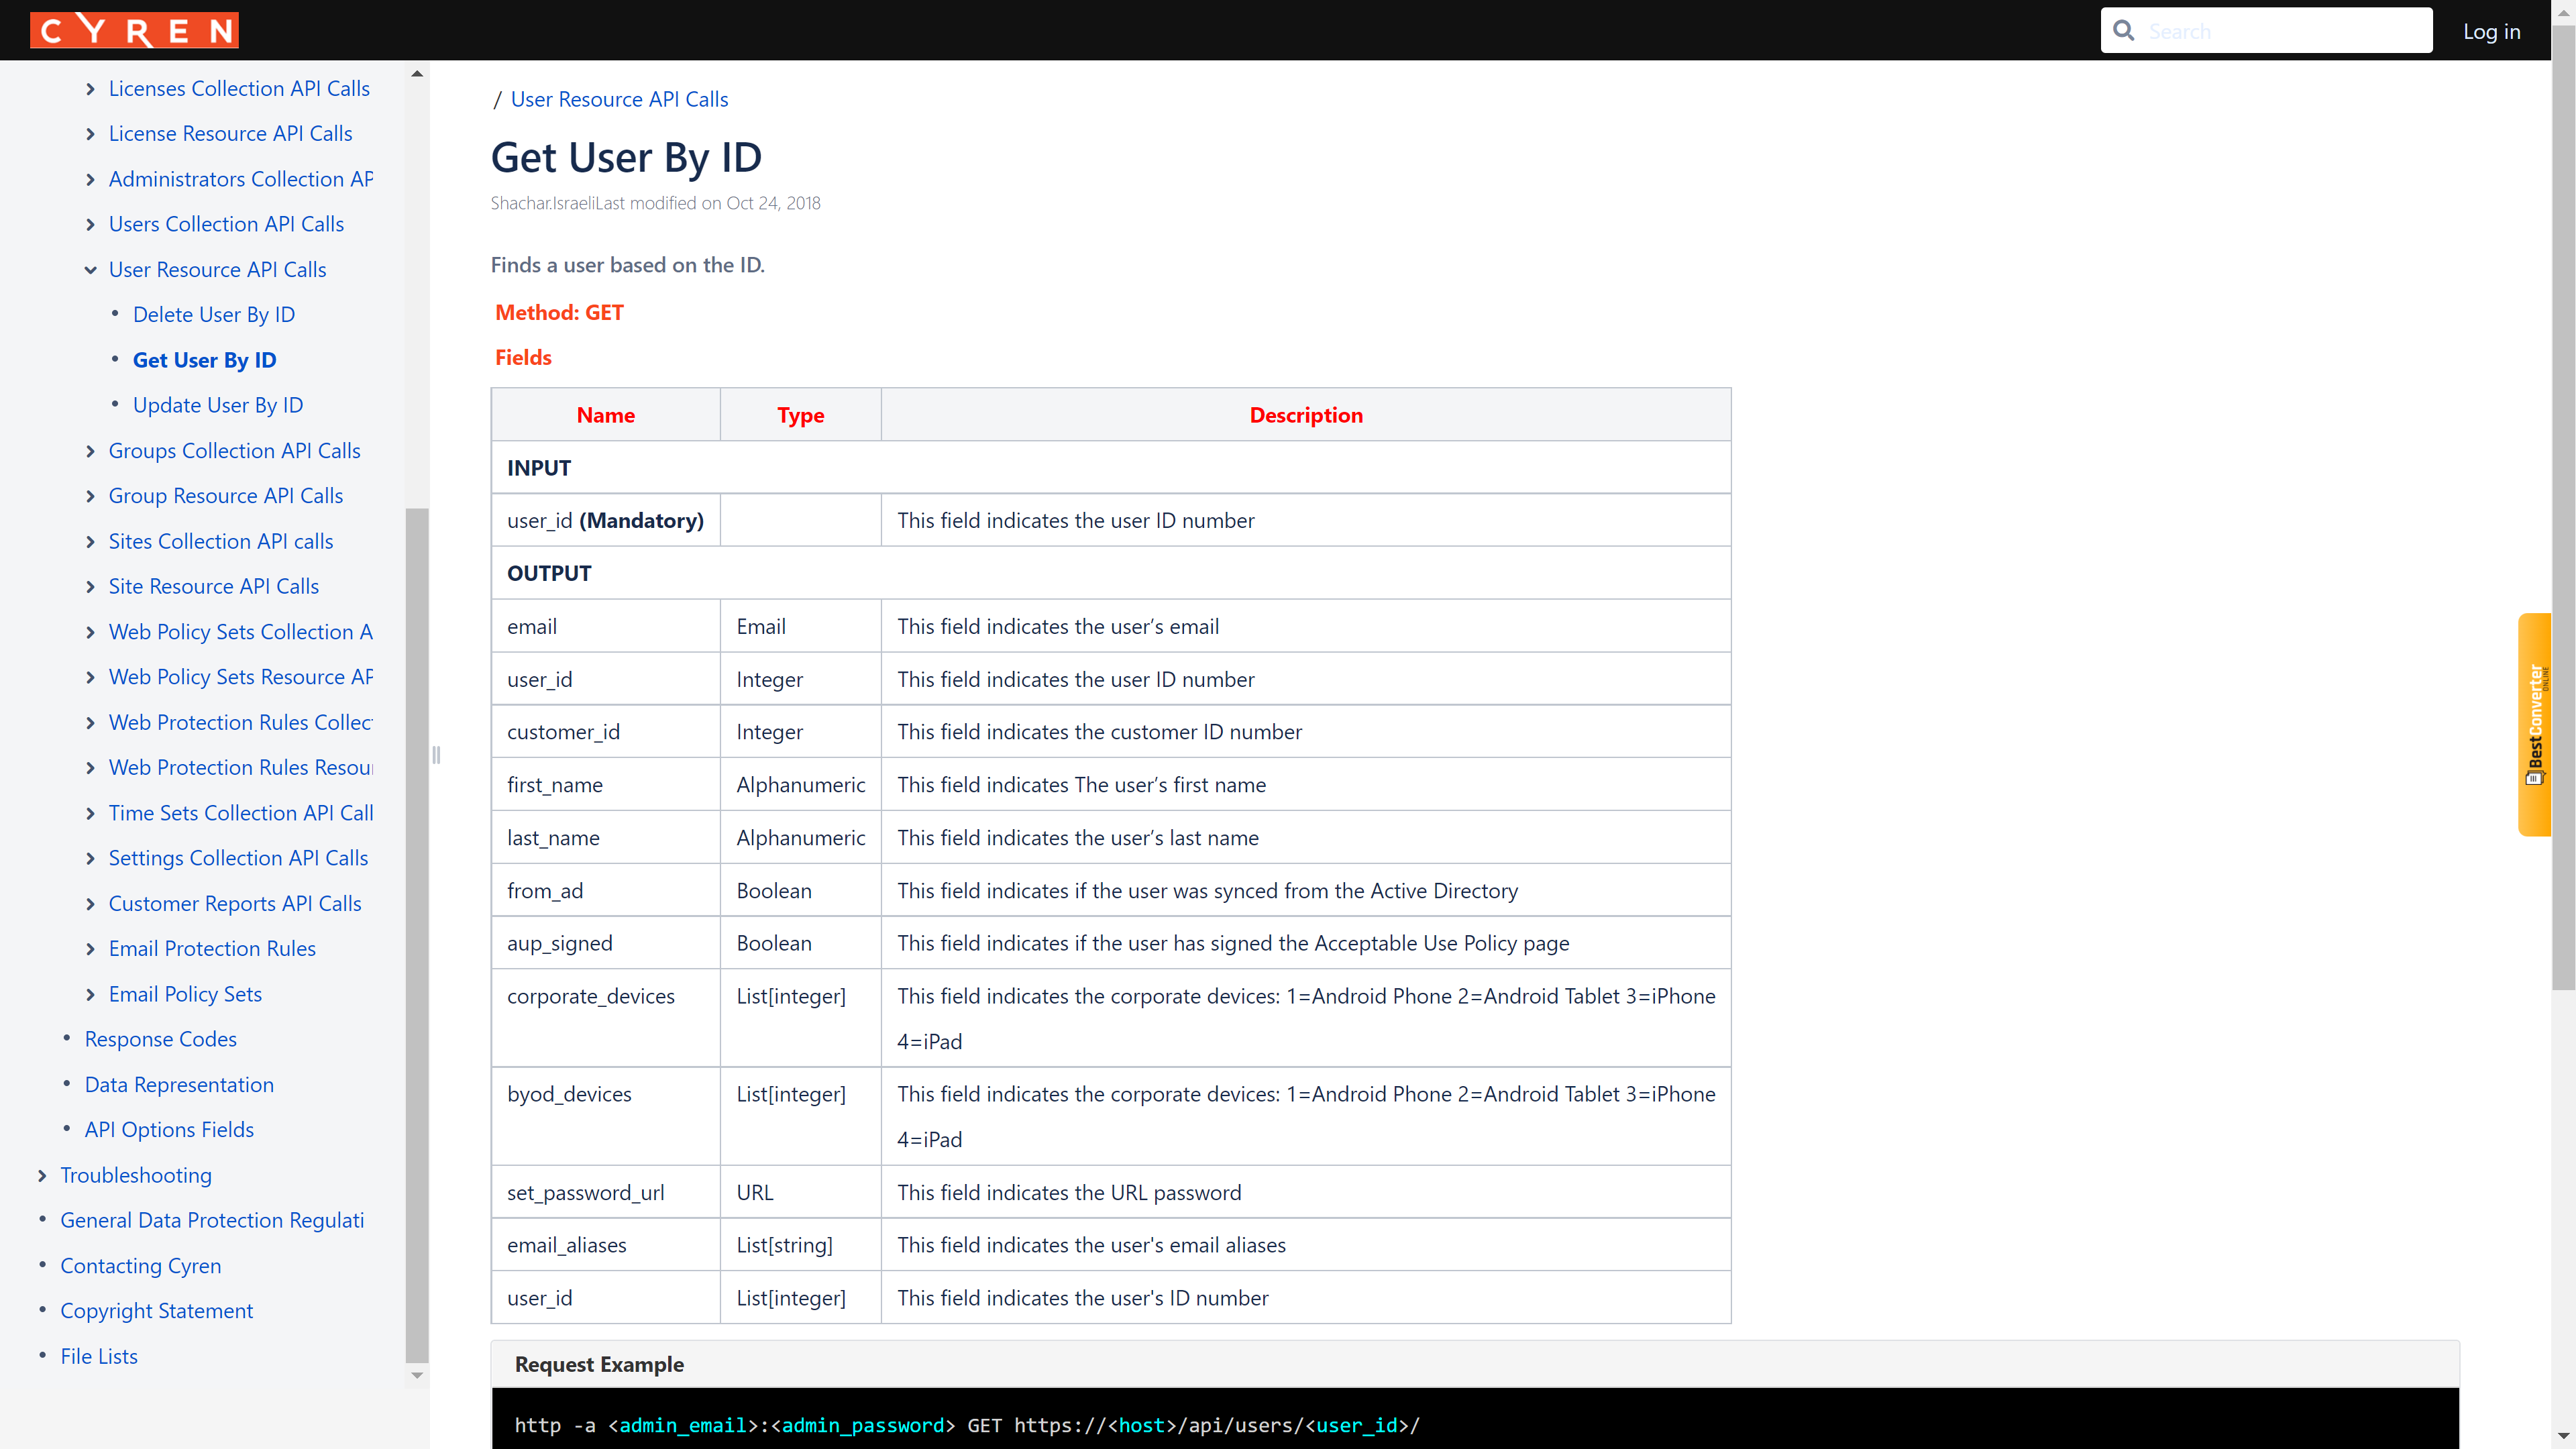 CYREN
Search
Log in
Licenses Collection API Calls
License Resource API Calls
Administrators Collection AP
Users Collection API Calls
User Resource API Calls
Delete User By ID
Get User By ID
Update User By ID
Groups Collection API Calls
Group Resource API Calls
Sites Collection API calls
Site Resource API Calls
Web Policy Sets Collection A
Web Policy Sets Resource AP
Web Protection Rules Collect
Web Protection Rules Resour
Time Sets Collection API Call
Settings Collection API Calls
Customer Reports API Calls
Email Protection Rules
Email Policy Sets
Response Codes
Data Representation
API Options Fields
Troubleshooting
General Data Protection Regulati
Contacting Cyren
Copyright Statement
File Lists
/ User Resource API Calls
Get User By ID
Shachar.IsraeliLast modified on Oct 24, 2018
Finds a user based on the ID.
Method: GET
Fields
Name Type Description
INPUT
user_id (Mandatory) This field indicates the user ID number
OUTPUT
email Email This field indicates the user’s email
user_id Integer This field indicates the user ID number
customer_id Integer This field indicates the customer ID number
first_name Alphanumeric This field indicates The user’s first name
last_name Alphanumeric This field indicates the user’s last name
from_ad Boolean This field indicates if the user was synced from the Active Directory
aup_signed Boolean This field indicates if the user has signed the Acceptable Use Policy page
corporate_devices List[integer] This field indicates the corporate devices: 1=Android Phone 2=Android Tablet 3=iPhone
4=iPad
byod_devices List[integer] This field indicates the corporate devices: 1=Android Phone 2=Android Tablet 3=iPhone
4=iPad
set_password_url URL This field indicates the URL password
email_aliases List[string] This field indicates the user's email aliases
user_id List[integer] This field indicates the user's ID number
Request Example
http -a <admin_email>:<admin_password> GET https://<host>/api/users/<user_id>/
BestConverter
ONLINE